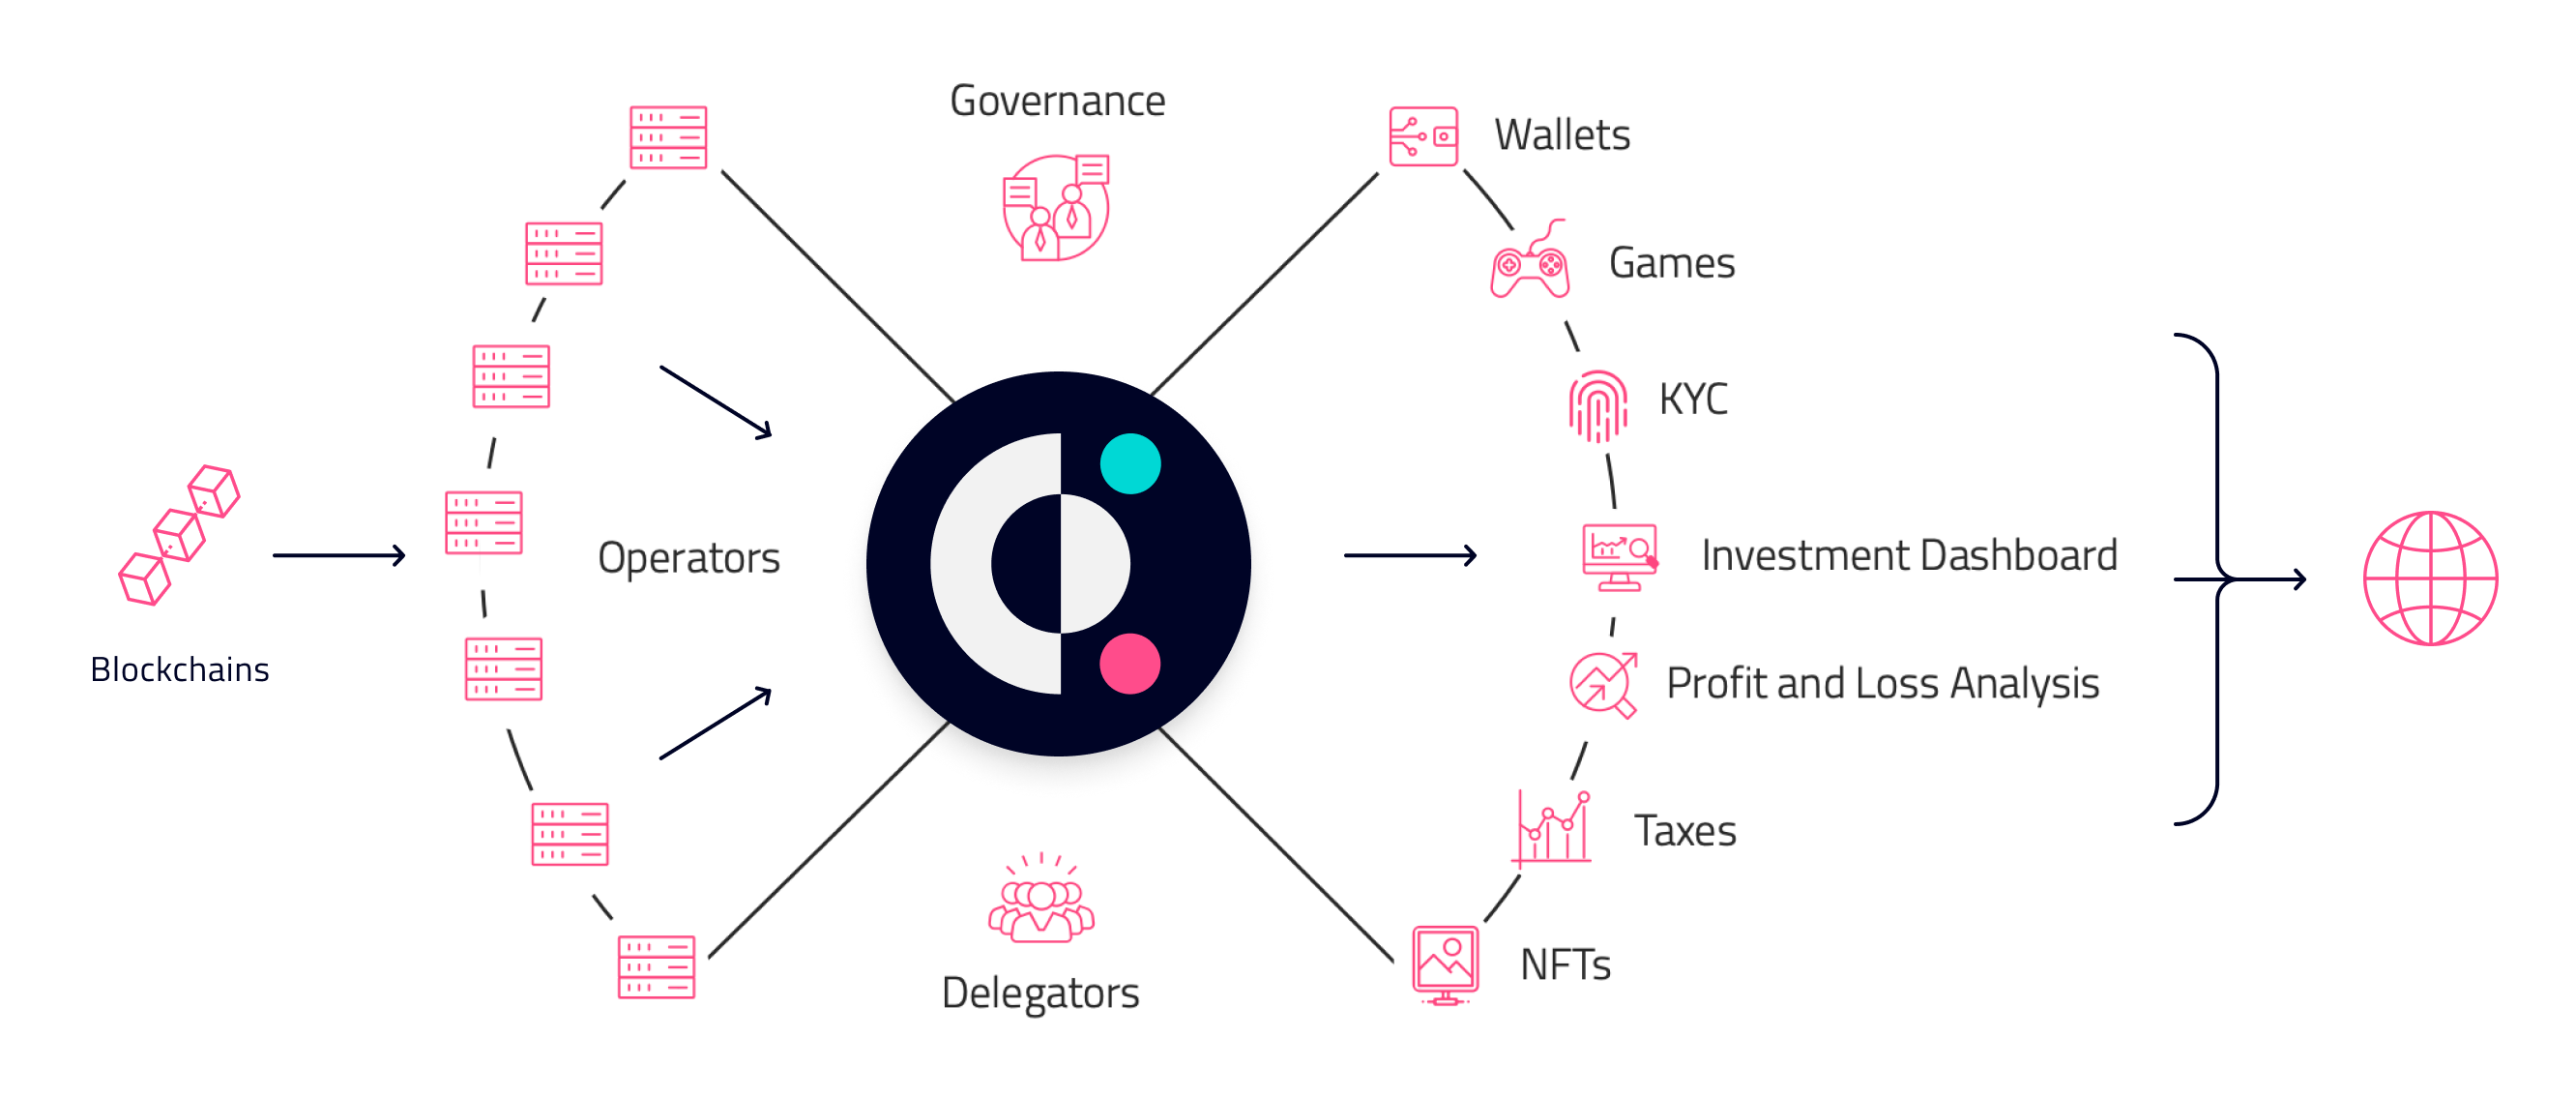 Governance
Wallets
Games
KYC
Operators
Investment Dashboard
Blockchains
Profit and Loss Analysis
Taxes
NFTs
Delegators